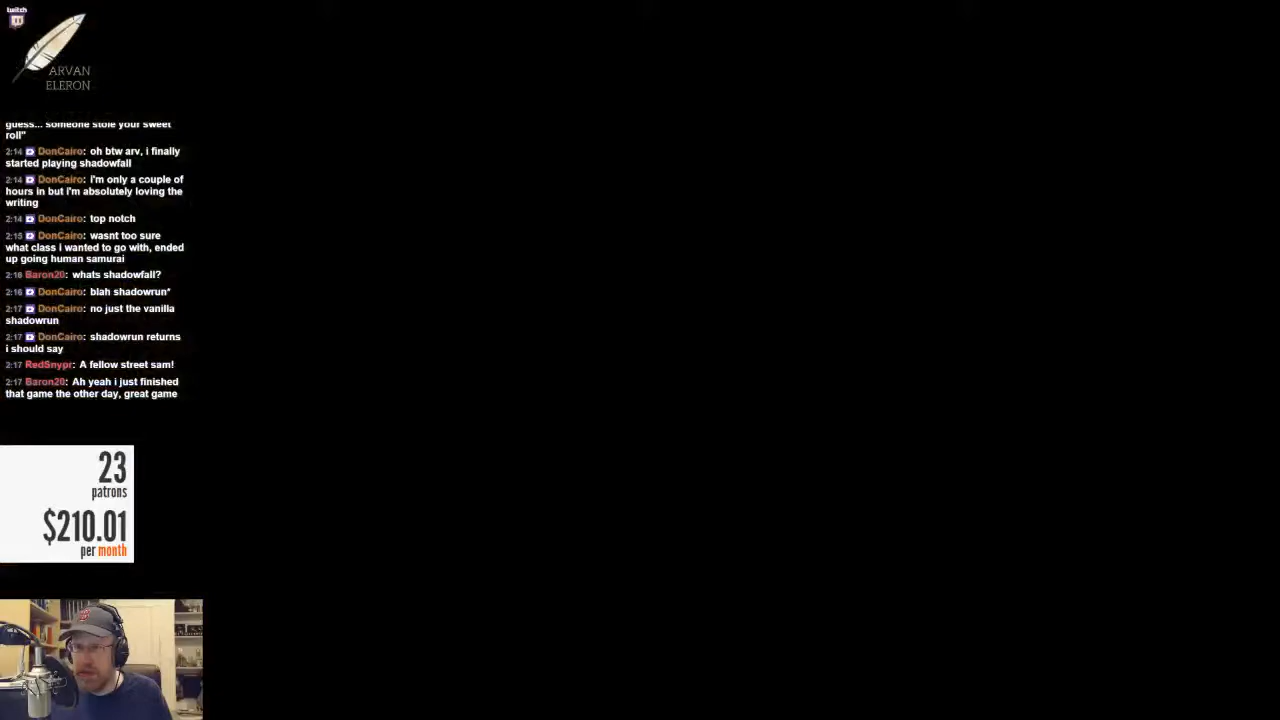 twitch
ARVAN
ELERON
guess... someone stole your sweet
roll"
2:14 DonCairo: oh btw arv, i finally
started playing shadowfall
2:14 DonCairo: i'm only a couple of
hours in but i'm absolutely loving the
writing
2:14 DonCairo: top notch
2:15 DonCairo: wasnt too sure
what class i wanted to go with, ended
up going human samurai
2:16 Baron20: whats shadowfall?
2:16 DonCairo: blah shadowrun*
2:17 DonCairo: no just the vanilla
shadowrun
2:17 DonCairo: shadowrun returns
i should say
2:17 RedSnypr: A fellow street sam!
2:17 Baron20: Ah yeah i just finished
that game the other day, great game
23
patrons
$210.01
per month